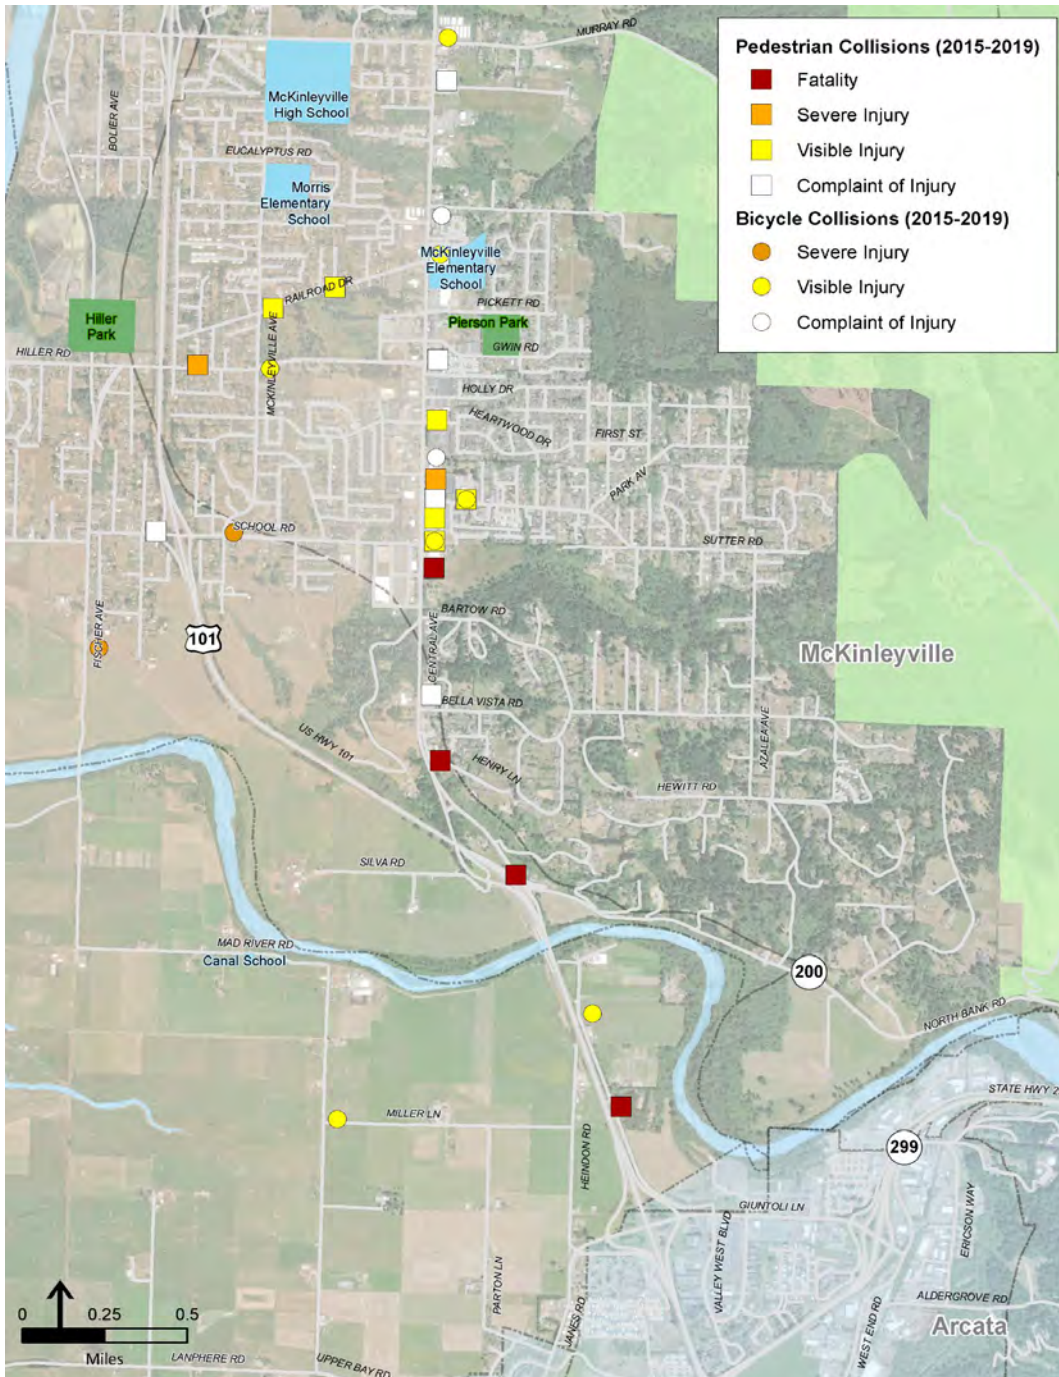 MURRAY RD
Pedestrian Collisions (2015-2019)
Fatality
Severe Injury
Visible Injury
Complaint of Injury
Bicycle Collisions (2015-2019)
Severe Injury
Visible Injury
Complaint of Injury
BOLIER AVE
McKinleyville
High School
EUCALYPTUS RD
Morris
Elementary
School
McKinleyville
Elementary
School
RAILROAD DR
PICKETT RD
Hiller
Park
Pierson Park
GWIN RD
HILLER RD
MCKINLEYVILLE AVE
HOLLY DR
HEARTWOOD DR
FIRST ST
PARK AV
SCHOOL RD
SUTTER RD
BARTOW RD
FISCHER AVE
101
CENTRAL AVE
McKinleyville
BELLA VISTA RD
US HWY 101
HENRY LN
AZALEA AVE
HEWITT RD
SILVA RD
MAD RIVER RD
Canal School
200
NORTH BANK RD
STATE HWY 2
MILLER LN
HEINDON RD
299
GIUNTOLI LN
VALLEY WEST BLVD
ERICSON WAY
PARTON LN
JANES RD
WEST END RD
ALDERGROVE RD
Arcata
0 0.25 0.5
Miles
LANPHERE RD
UPPER BAY RD